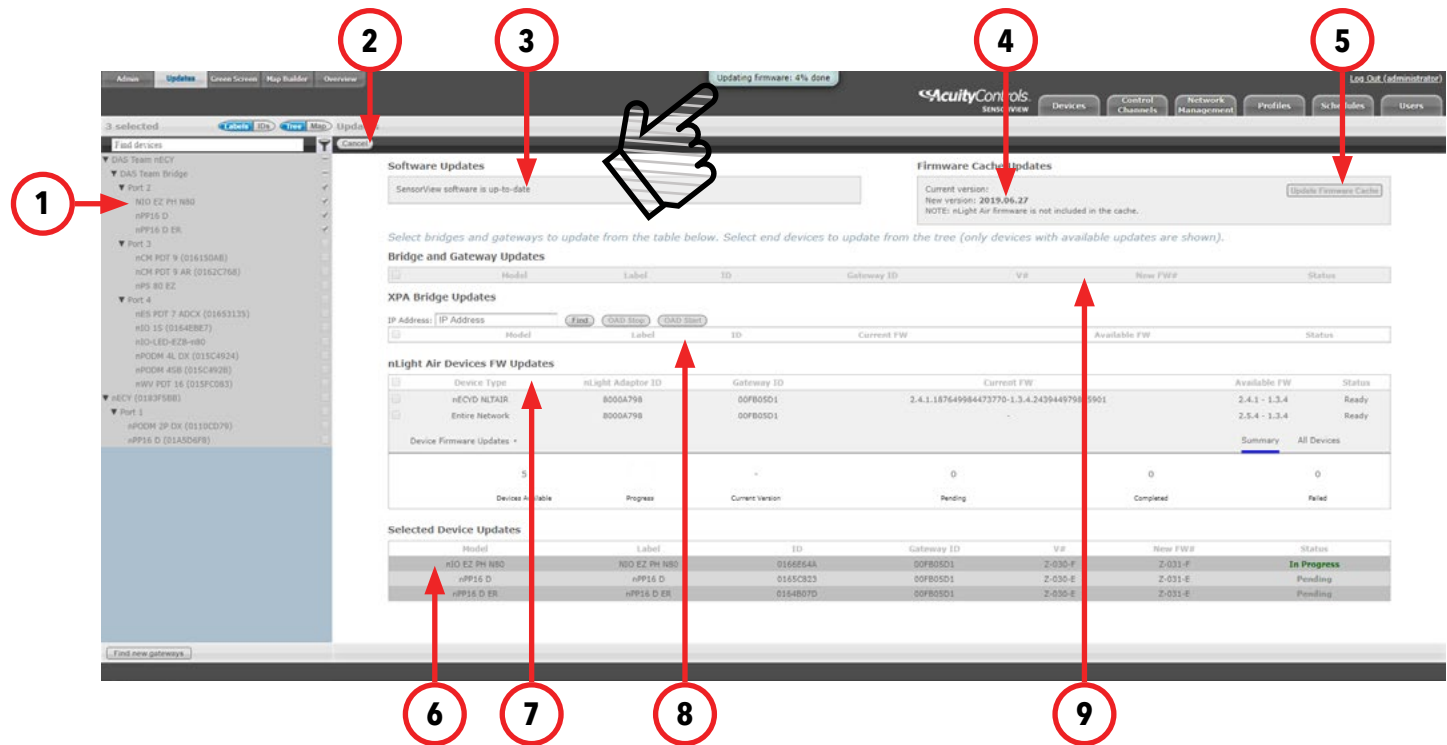 2
3
4
5
Admin Updates Green Screen Map Builder Overview
Updating firmware: 4% done
Log Out (administrator)
AcuityControls.
SENSORVIEW
Devices
Control Channels
Network Management
Profiles
Schedules
Users
3 selected Labels IDs Tree Map Updates
Find devices
Cancel
1
DAS Team nECY
DAS Team Bridge
Port 2
NIO EZ PH N80
nPP16 D
nPP16 D ER
Port 3
nCM PDT 9 (016150AB)
nCM PDT 9 AR (0162C768)
nPS 80 EZ
Port 4
nES PDT 7 ADCX (01653135)
nIO 1S (0164EBE7)
nIO-LED-EZB-n80
nPODM 4L DX (015C4924)
nPODM 4SB (015C492B)
nWV PDT 16 (015FC083)
nECY (0183F5BB)
Port 1
nPODM 2P DX (0110CD79)
nPP16 D (01A5D6FB)
Find new gateways
Software Updates
SensorView software is up-to-date
Firmware Cache Updates
Current version:
New version: 2019.06.27
NOTE: nLight Air firmware is not included in the cache.
Update Firmware Cache
Select bridges and gateways to update from the table below. Select end devices to update from the tree (only devices with available updates are shown).
Bridge and Gateway Updates
Model Label ID Gateway ID V# New FW# Status
XPA Bridge Updates
IP Address: IP Address Find OAD Stop OAD Start
Model Label ID Current FW Available FW Status
nLight Air Devices FW Updates
Device Type nLight Adaptor ID Gateway ID Current FW Available FW Status
nECYD NLTAIR 8000A798 00FB05D1 2.4.1 - 1.3.4 Ready
Entire Network 8000A798 00FB05D1 - 2.5.4 - 1.3.4 Ready
Device Firmware Updates Summary All Devices
5 - 0 0 0
Devices Available Progress Current Version Pending Completed Failed
Selected Device Updates
Model Label ID Gateway ID V# New FW# Status
nIO EZ PH N80 NIO EZ PH N80 0166E64A 00FB05D1 Z-030-F Z-031-F In Progress
nPP16 D nPP16 D 0165C823 00FB05D1 Z-030-E Z-031-E Pending
nPP16 D ER nPP16 D ER 0164B07D 00FB05D1 Z-030-E Z-031-E Pending
6
7
8
9